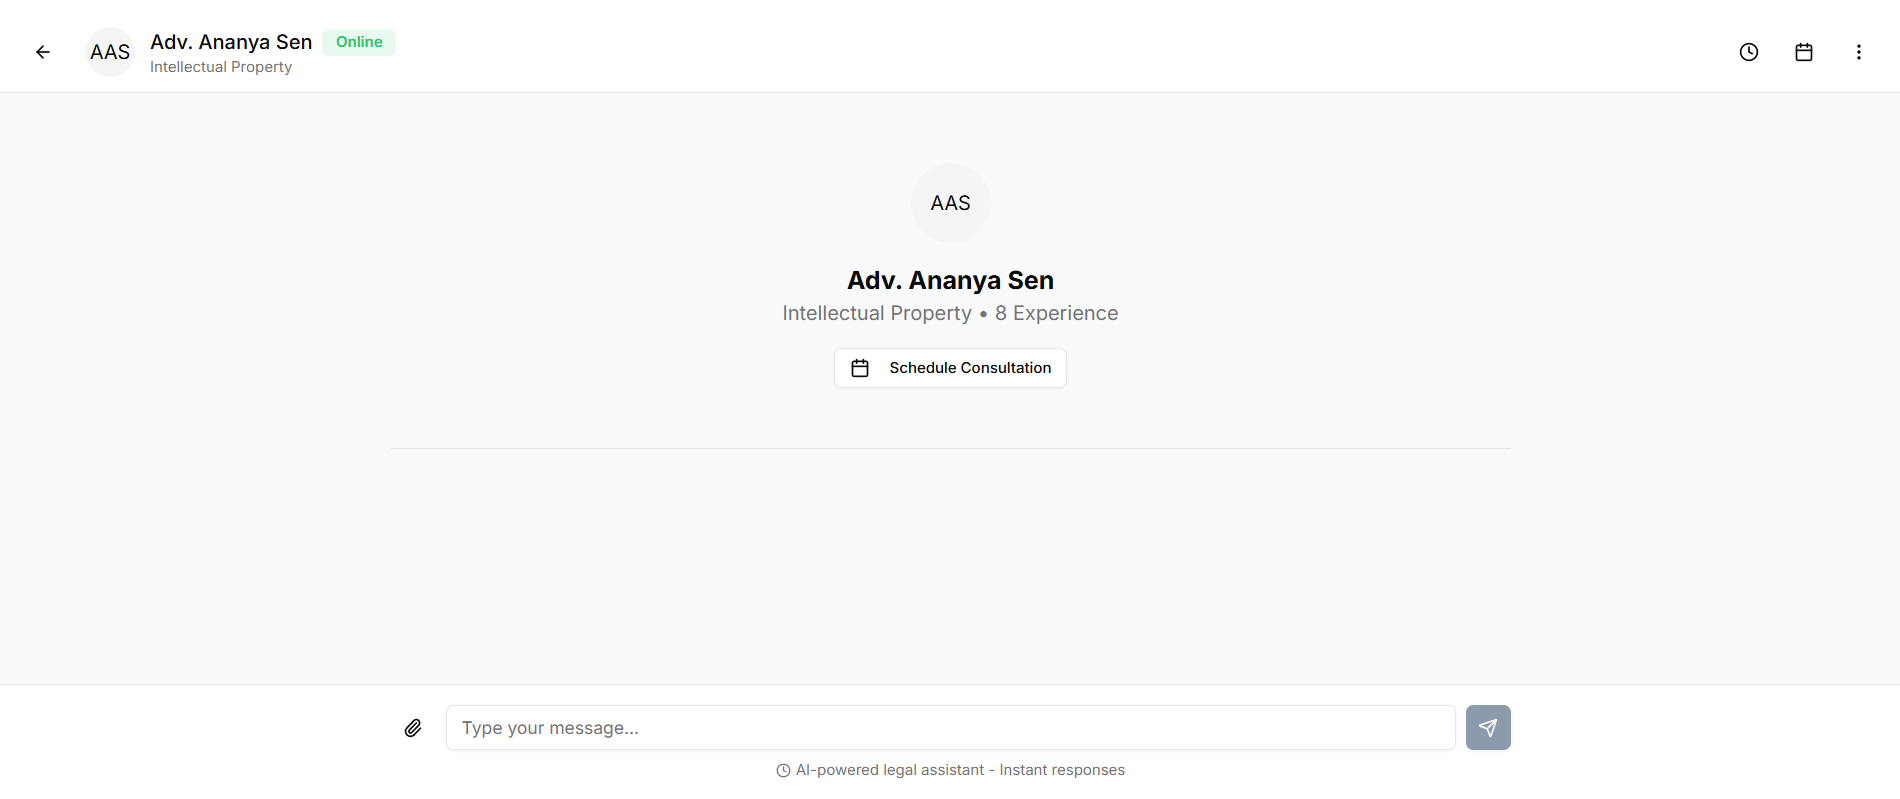 AAS
Adv. Ananya Sen
Online
Intellectual Property
AAS
Adv. Ananya Sen
Intellectual Property • 8 Experience
Schedule Consultation
Type your message...
AI-powered legal assistant - Instant responses